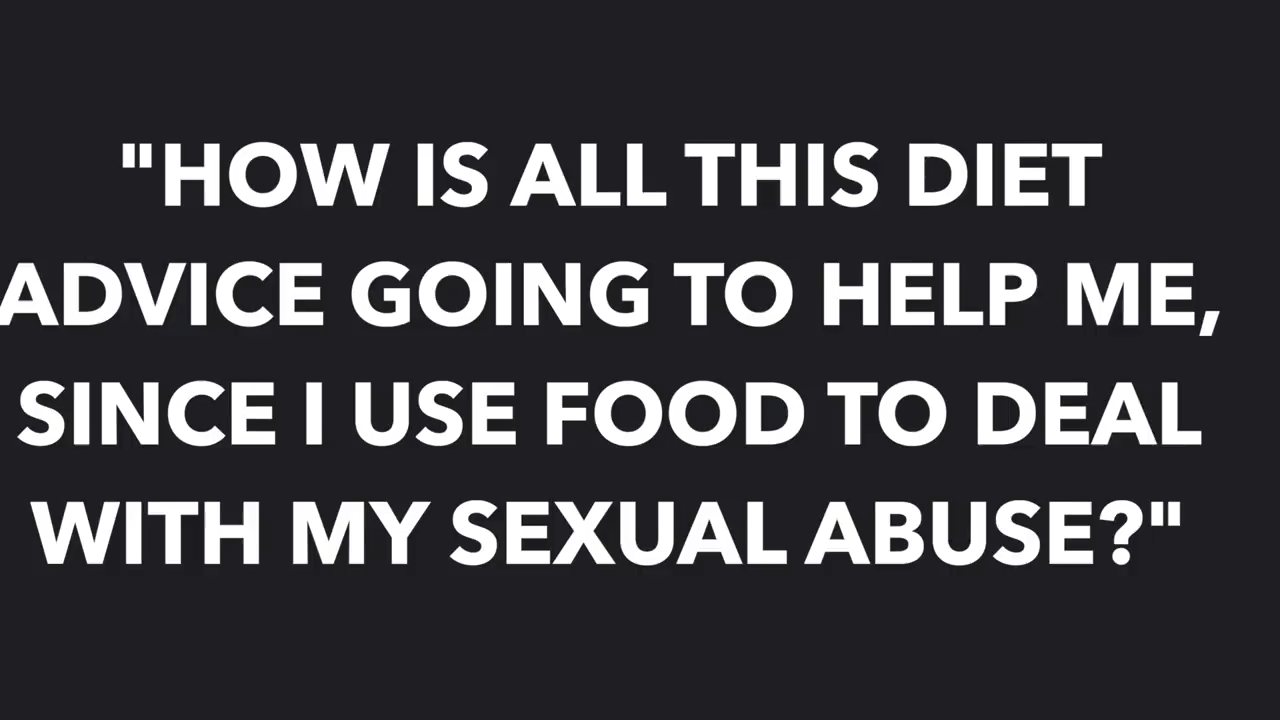 "HOW IS ALL THIS DIET
ADVICE GOING TO HELP ME,
SINCE I USE FOOD TO DEAL
WITH MY SEXUAL ABUSE?"